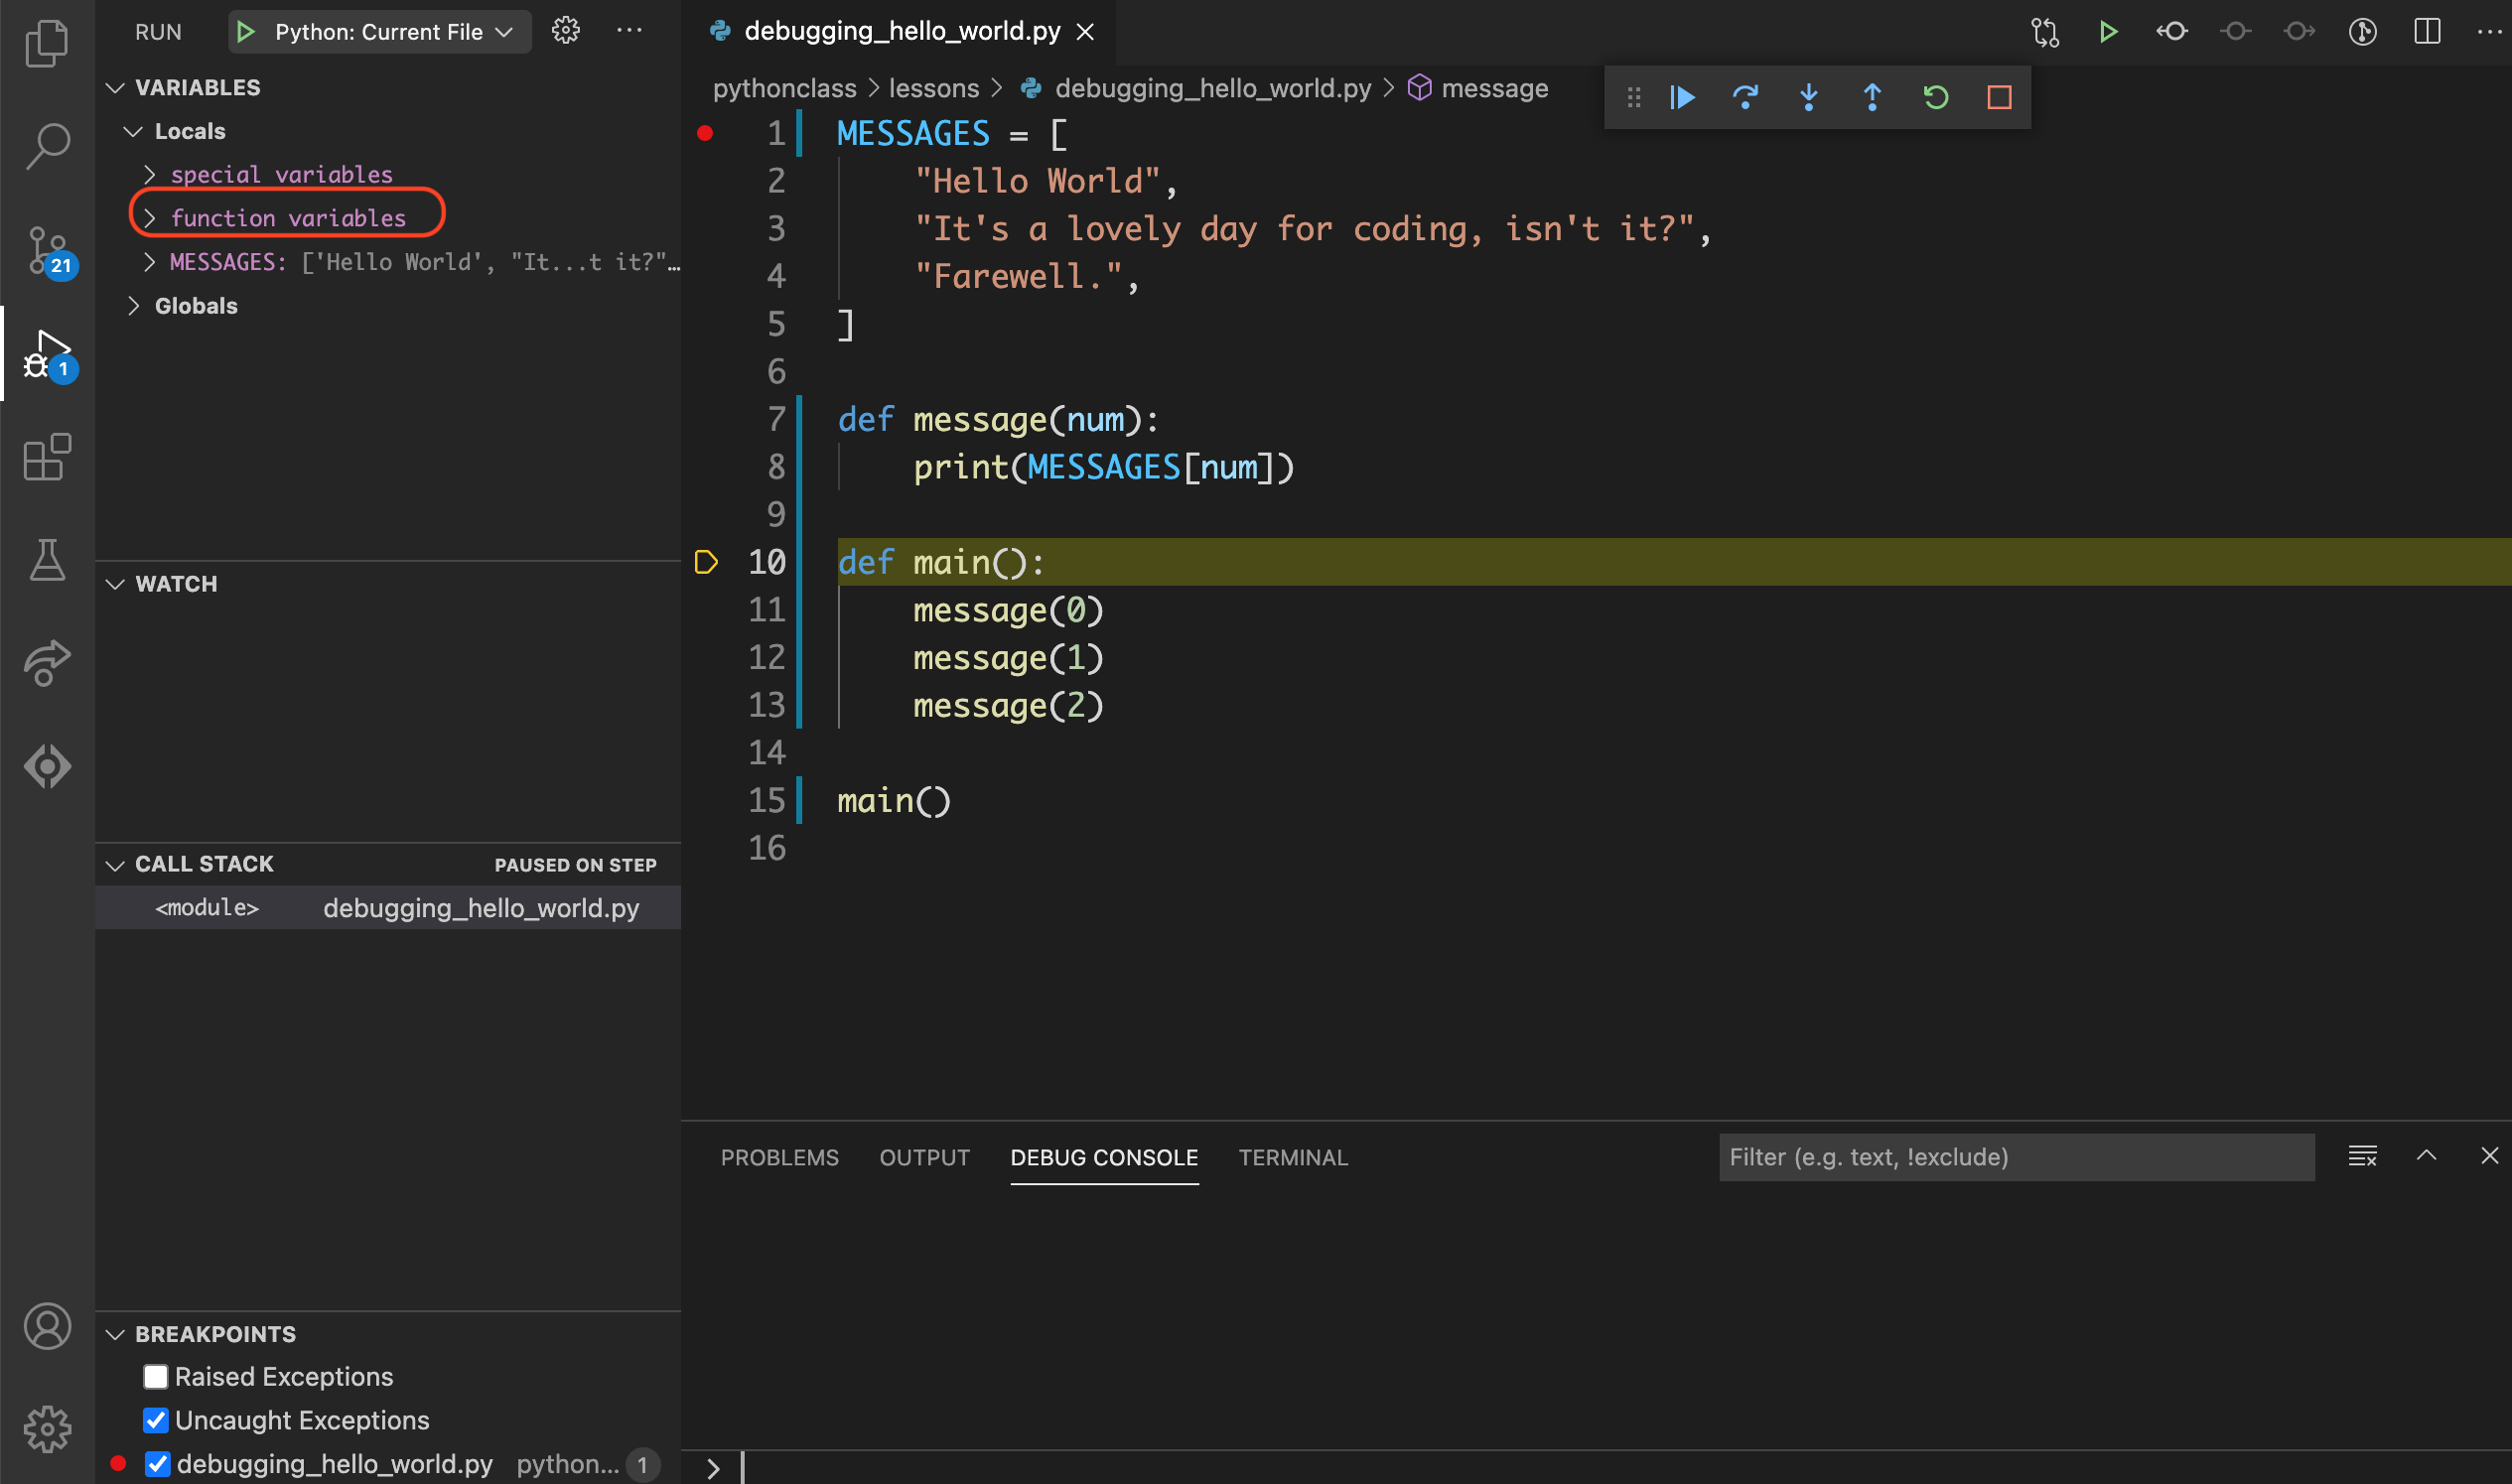 RUN Python: Current File
VARIABLES
Locals
special variables
function variables
MESSAGES: ['Hello World', "It...t it?"…
Globals
21
1
WATCH
CALL STACK PAUSED ON STEP
<module> debugging_hello_world.py
BREAKPOINTS
Raised Exceptions
Uncaught Exceptions
debugging_hello_world.py python... 1
debugging_hello_world.py
pythonclass > lessons > debugging_hello_world.py > message
1 MESSAGES = [
2     "Hello World",
3     "It's a lovely day for coding, isn't it?",
4     "Farewell.",
5 ]
6
7 def message(num):
8     print(MESSAGES[num])
9
10 def main():
11     message(0)
12     message(1)
13     message(2)
14
15 main()
16
PROBLEMS OUTPUT DEBUG CONSOLE TERMINAL Filter (e.g. text, !exclude)